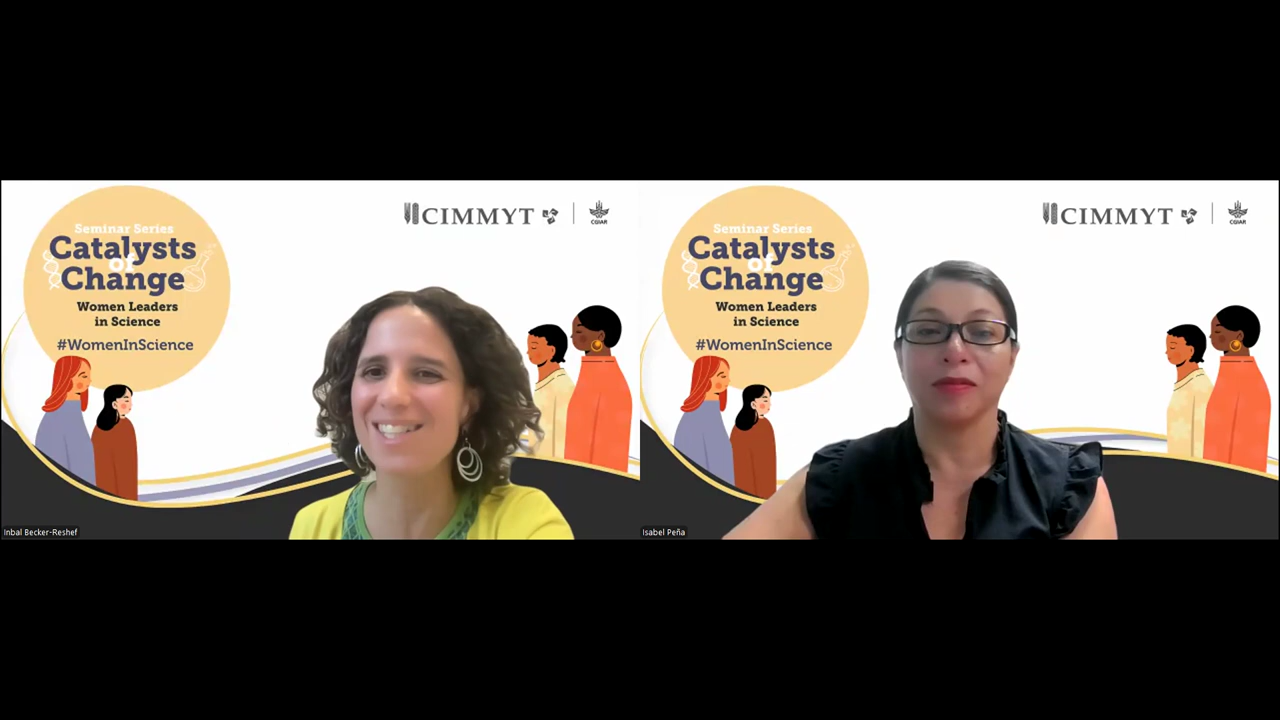 Seminar Series
Catalysts
of
Change
Women Leaders
in Science
#WomenInScience
CIMMYT
CGIAR
Inbal Becker-Reshef
Seminar Series
Catalysts
of
Change
Women Leaders
in Science
#WomenInScience
CIMMYT
CGIAR
Isabel Peña